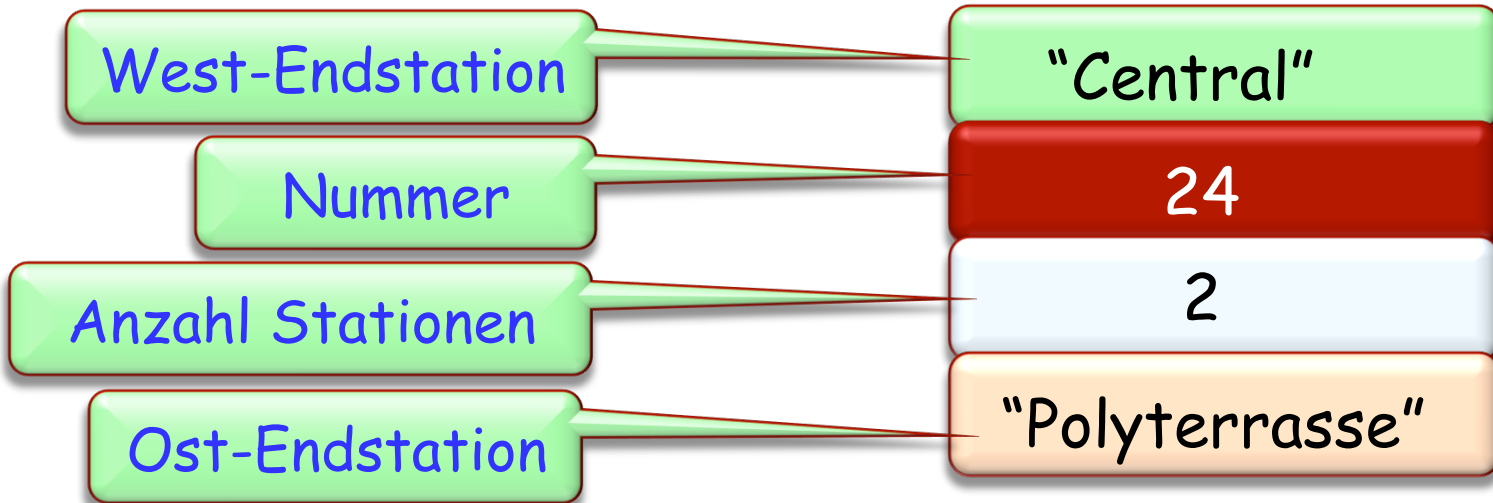 West-Endstation “Central”
Nummer 24
Anzahl Stationen 2
Ost-Endstation “Polyterrasse”